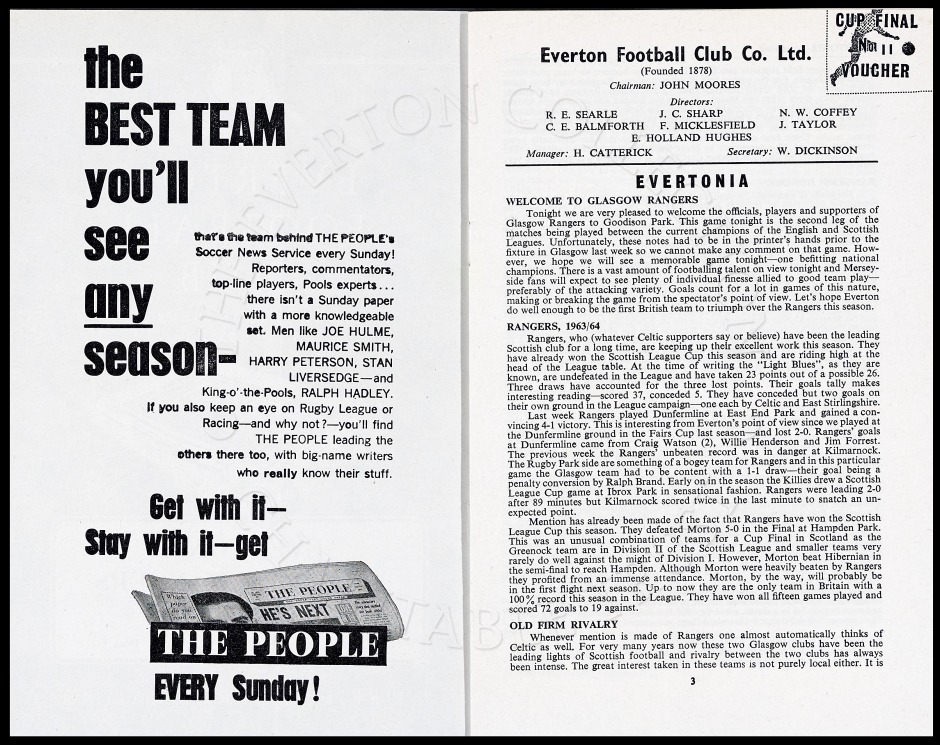 the
BEST TEAM
you'll
see
any
season-
that's the team behind THE PEOPLE's
Soccer News Service every Sunday!
Reporters, commentators,
top-line players, Pools experts...
there isn't a Sunday paper
with a more knowledgeable
set. Men like JOE HULME,
MAURICE SMITH,
HARRY PETERSON, STAN
LIVERSEDGE—and
King-o'-the-Pools, RALPH HADLEY.
If you also keep an eye on Rugby League or
Racing—and why not?—you'll find
THE PEOPLE leading the
others there too, with big-name writers
who really know their stuff.
Get with it—
Stay with it—get
THE PEOPLE
Which
paper
do you
read on
HE'S NEXT
THE PEOPLE
EVERY Sunday!
CUP FINAL
No 11
VOUCHER
Everton Football Club Co. Ltd.
(Founded 1878)
Chairman: JOHN MOORES
Directors:
R. E. SEARLE J. C. SHARP N. W. COFFEY
C. E. BALMFORTH F. MICKLESFIELD J. TAYLOR
E. HOLLAND HUGHES
Manager: H. CATTERICK Secretary: W. DICKINSON
EVERTONIA
WELCOME TO GLASGOW RANGERS
Tonight we are very pleased to welcome the officials, players and supporters of
Glasgow Rangers to Goodison Park. This game tonight is the second leg of the
matches being played between the current champions of the English and Scottish
Leagues. Unfortunately, these notes had to be in the printer's hands prior to the
fixture in Glasgow last week so we cannot make any comment on that game. How-
ever, we hope we will see a memorable game tonight—one befitting national
champions. There is a vast amount of footballing talent on view tonight and Mersey-
side fans will expect to see plenty of individual finesse allied to good team play—
preferably of the attacking variety. Goals count for a lot in games of this nature,
making or breaking the game from the spectator's point of view. Let's hope Everton
do well enough to be the first British team to triumph over the Rangers this season.
RANGERS, 1963/64
Rangers, who (whatever Celtic supporters say or believe) have been the leading
Scottish club for a long time, are keeping up their excellent work this season. They
have already won the Scottish League Cup this season and are riding high at the
head of the League table. At the time of writing the "Light Blues", as they are
known, are undefeated in the League and have taken 23 points out of a possible 26.
Three draws have accounted for the three lost points. Their goals tally makes
interesting reading—scored 37, conceded 5. They have conceded but two goals on
their own ground in the League campaign—one each by Celtic and East Stirlingshire.
Last week Rangers played Dunfermline at East End Park and gained a con-
vincing 4-1 victory. This is interesting from Everton's point of view since we played at
the Dunfermline ground in the Fairs Cup last season—and lost 2-0. Rangers' goals
at Dunfermline came from Craig Watson (2), Willie Henderson and Jim Forrest.
The previous week the Rangers' unbeaten record was in danger at Kilmarnock.
The Rugby Park side are something of a bogey team for Rangers and in this particular
game the Glasgow team had to be content with a 1-1 draw—their goal being a
penalty conversion by Ralph Brand. Early on in the season the Killies drew a Scottish
League Cup game at Ibrox Park in sensational fashion. Rangers were leading 2-0
after 89 minutes but Kilmarnock scored twice in the last minute to snatch an un-
expected point.
Mention has already been made of the fact that Rangers have won the Scottish
League Cup this season. They defeated Morton 5-0 in the Final at Hampden Park.
This was an unusual combination of teams for a Cup Final in Scotland as the
Greenock team are in Division II of the Scottish League and smaller teams very
rarely do well against the might of Division I. However, Morton beat Hibernian in
the semi-final to reach Hampden. Although Morton were heavily beaten by Rangers
they profited from an immense attendance. Morton, by the way, will probably be
in the first flight next season. Up to now they are the only team in Britain with a
100% record this season in the League. They have won all fifteen games played and
scored 72 goals to 19 against.
OLD FIRM RIVALRY
Whenever mention is made of Rangers one almost automatically thinks of
Celtic as well. For very many years now these two Glasgow clubs have been the
leading lights of Scottish football and rivalry between the two clubs has always
been intense. The great interest taken in these teams is not purely local either. It is
3